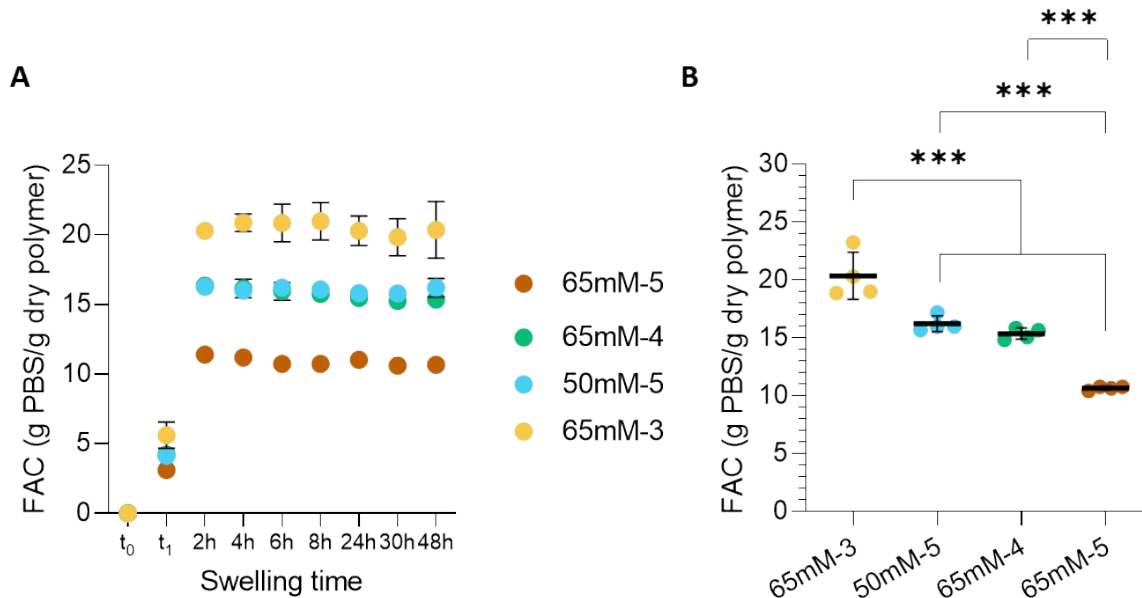 A
FAC (g PBS/g dry polymer)
25
20
15
10
5
0
t0
t1
2h
4h
6h
8h
24h
30h
48h
Swelling time
65mM-5
65mM-4
50mM-5
65mM-3
B
***
***
***
FAC (g PBS/g dry polymer)
30
25
20
15
10
5
0
65mM-3
50mM-5
65mM-4
65mM-5